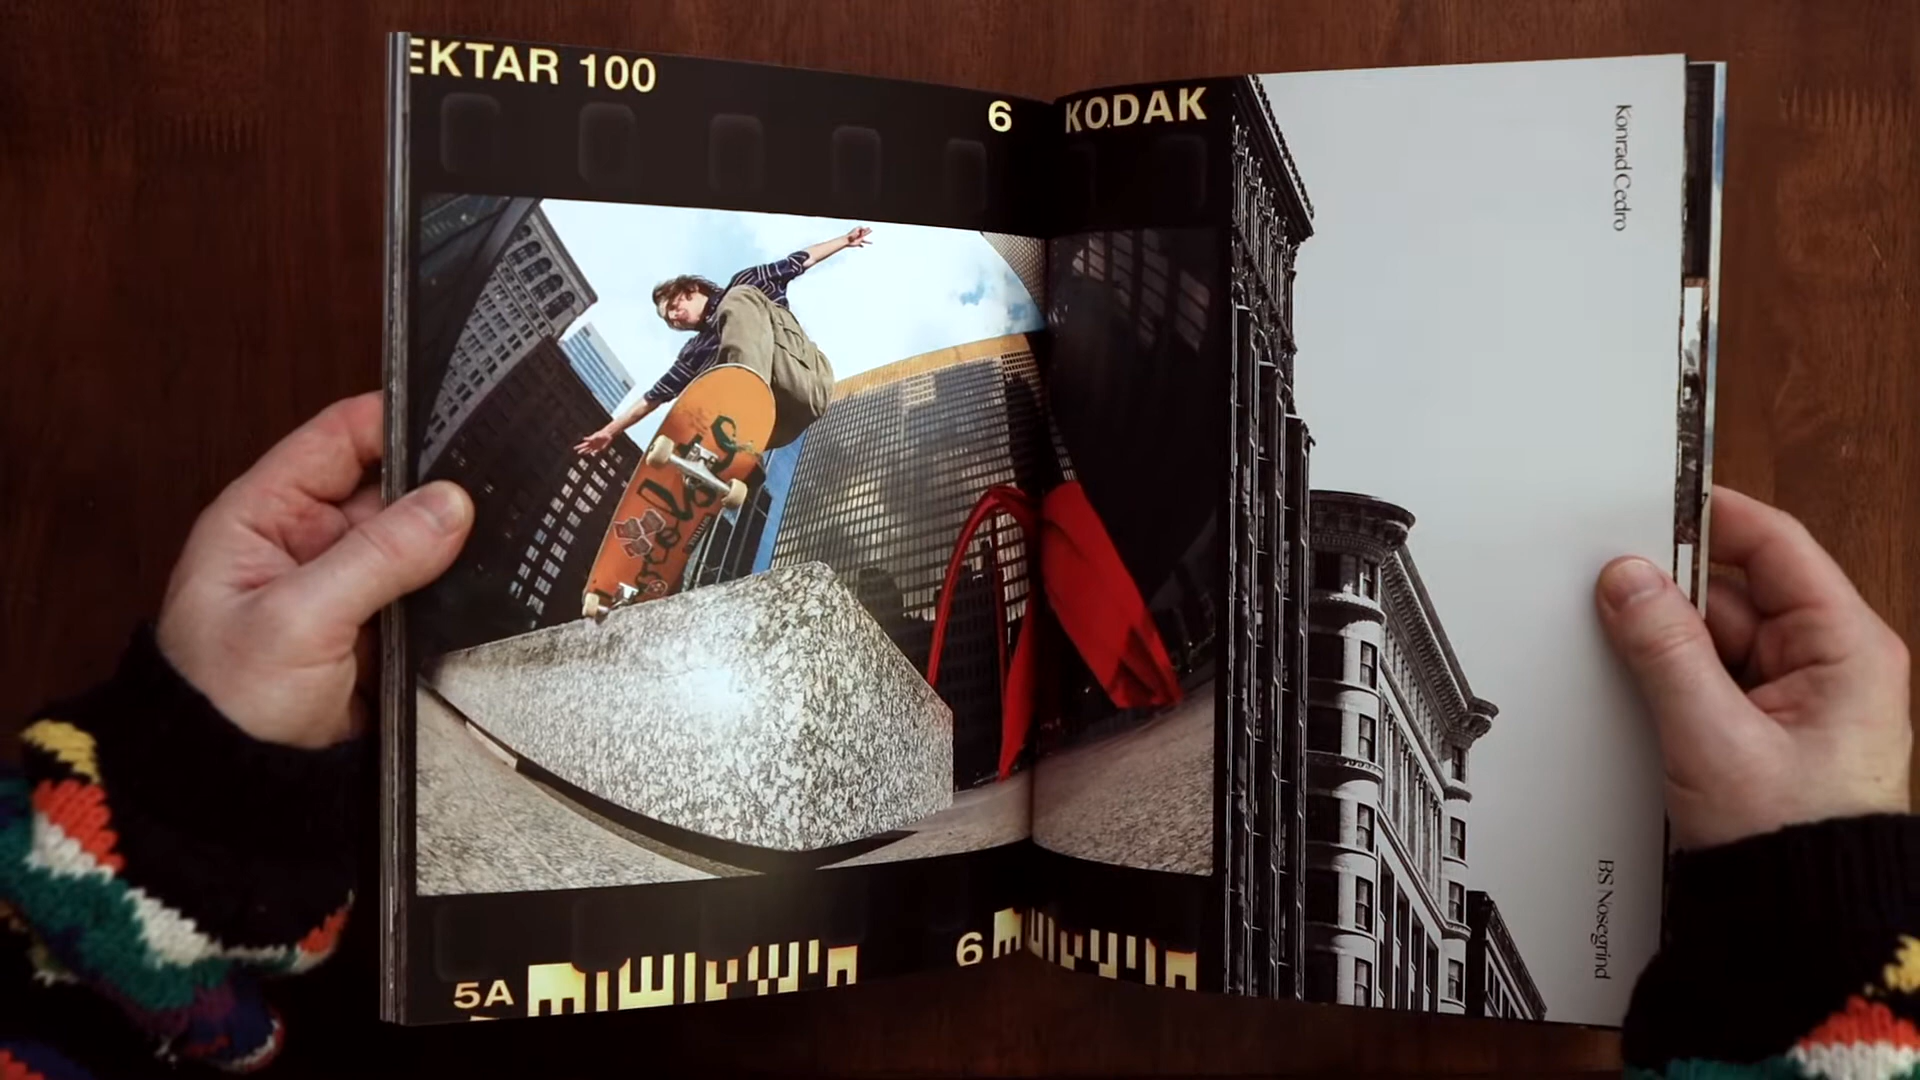 EKTAR 100
6
KODAK
Konrad Cedro
BS Nosegrind
5A
6